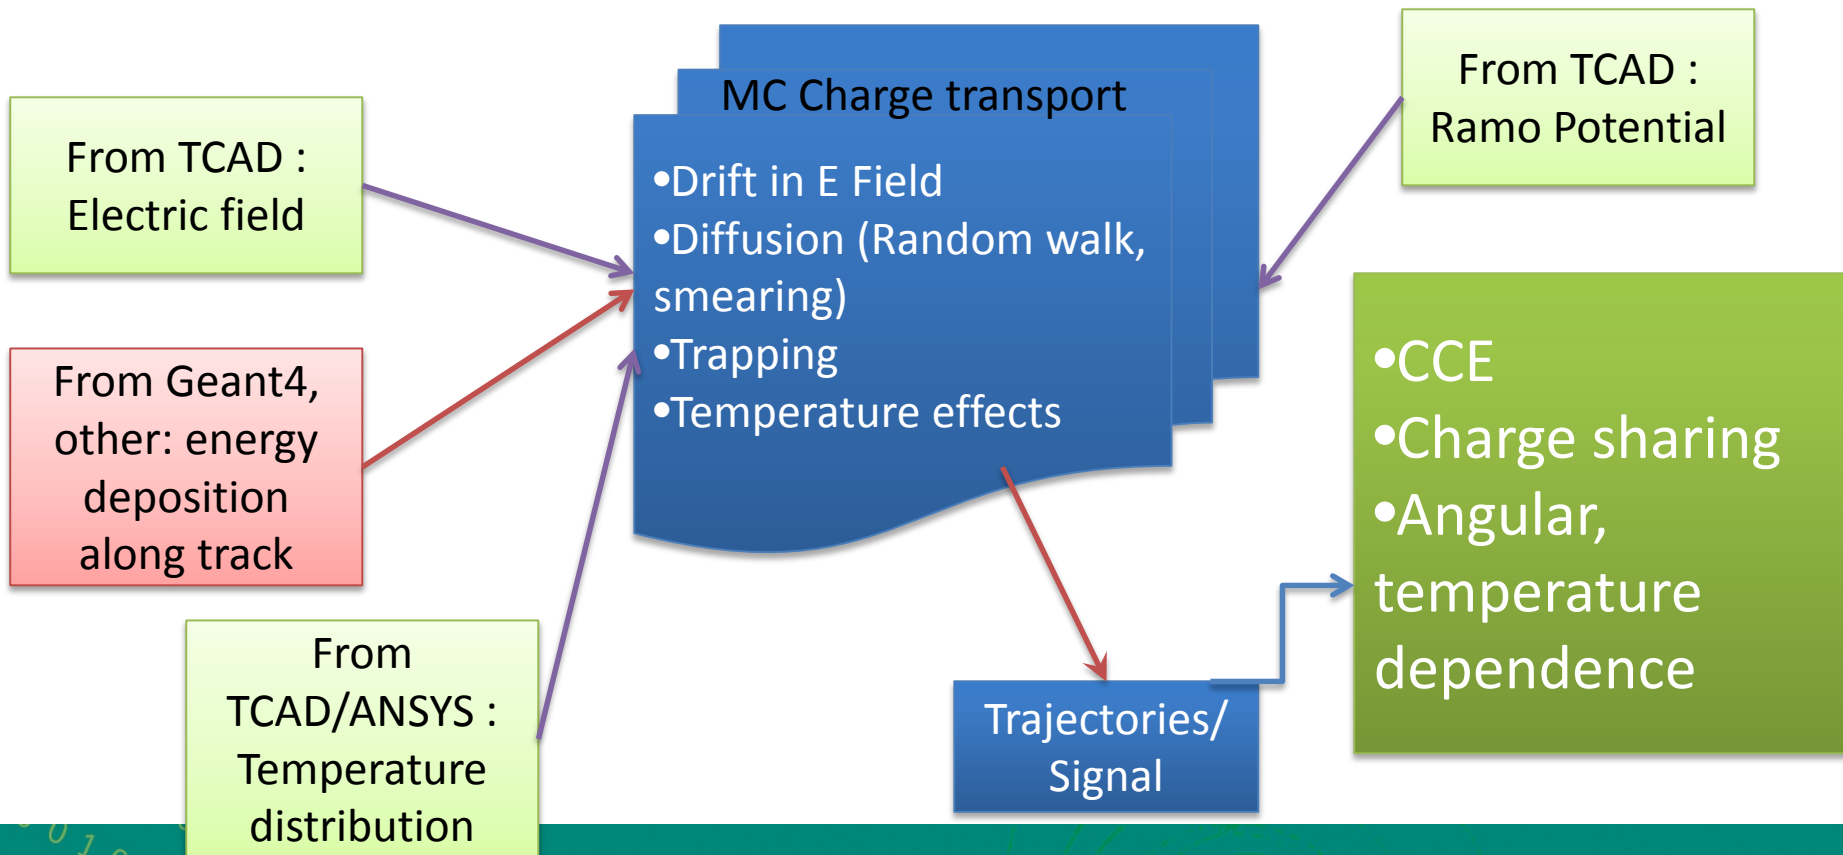 From TCAD :
Electric field
From Geant4,
other: energy
deposition
along track
From
TCAD/ANSYS :
Temperature
distribution
MC Charge transport
•Drift in E Field
•Diffusion (Random walk,
smearing)
•Trapping
•Temperature effects
From TCAD :
Ramo Potential
Trajectories/
Signal
•CCE
•Charge sharing
•Angular,
temperature
dependence